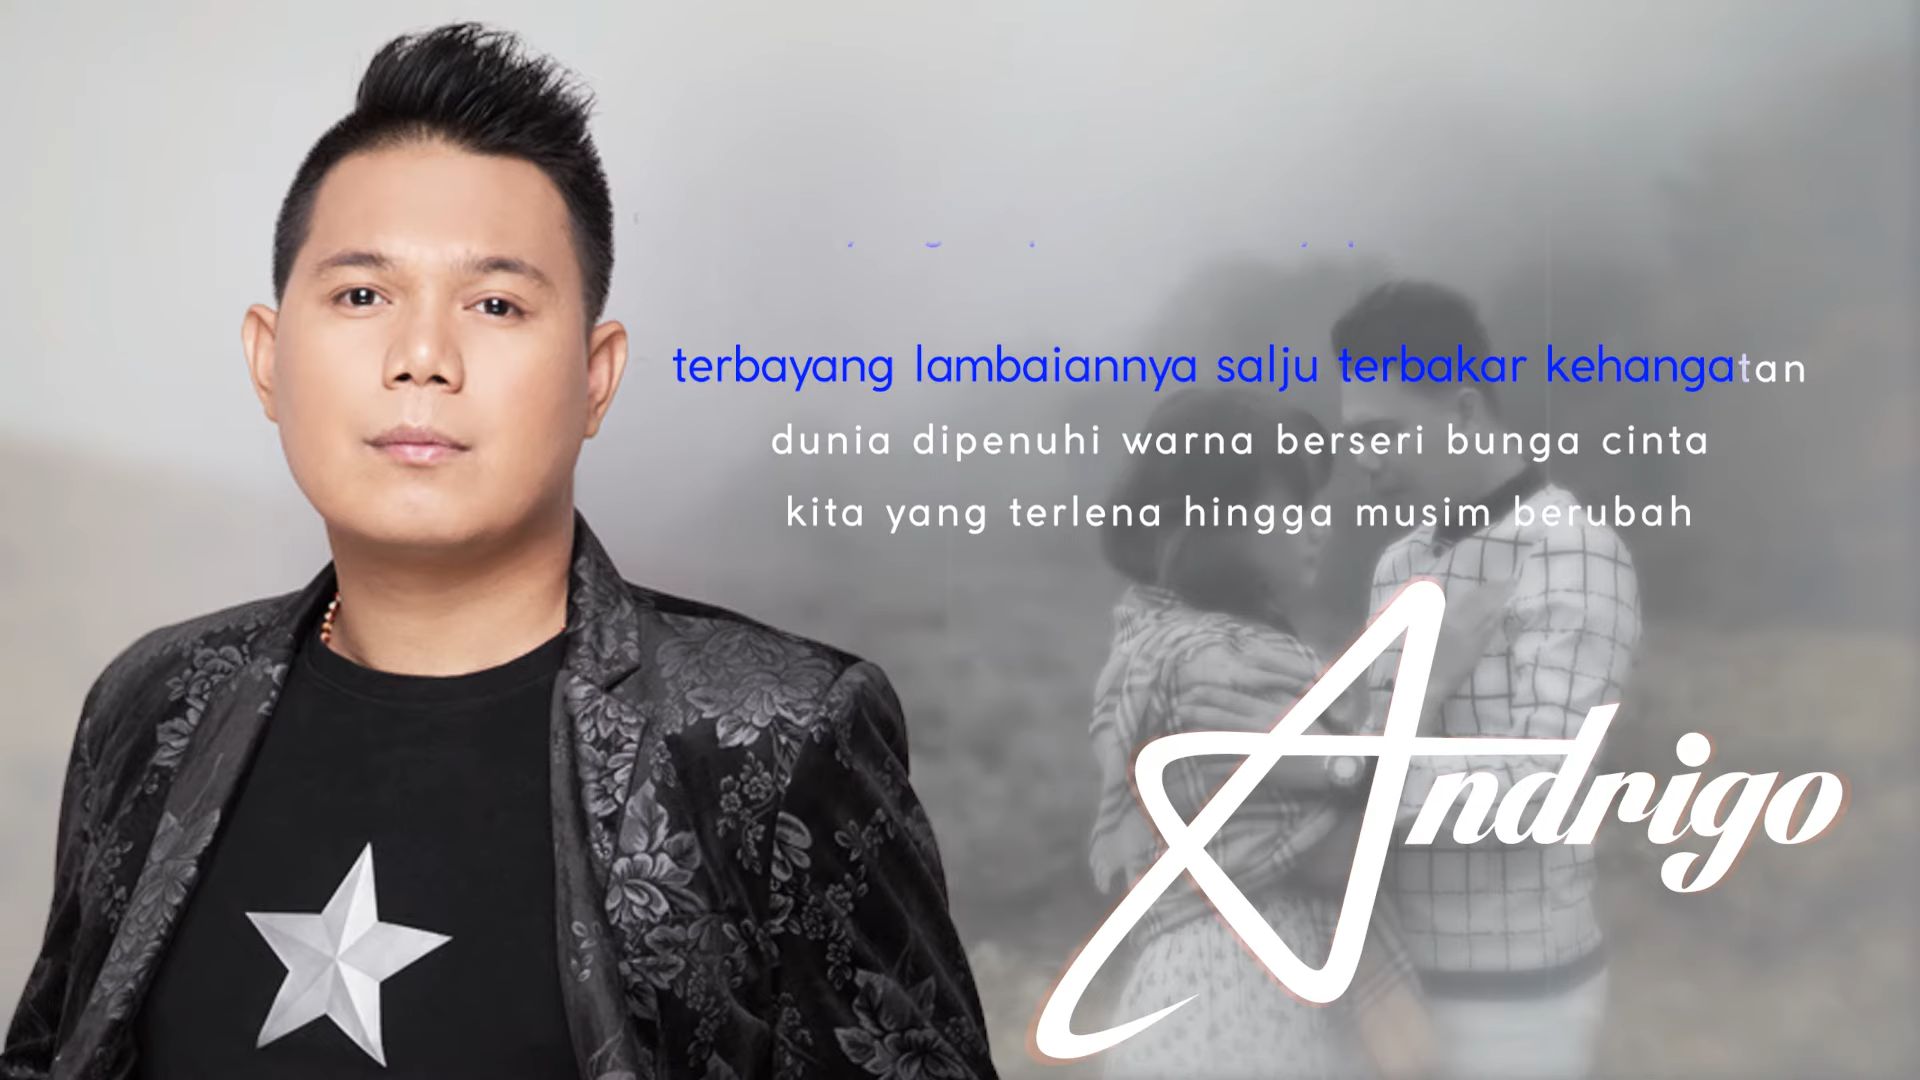 terbayang lambaiannya salju terbakar kehangatan
dunia dipenuhi warna berseri bunga cinta
kita yang terlena hingga musim berubah
Andrigo